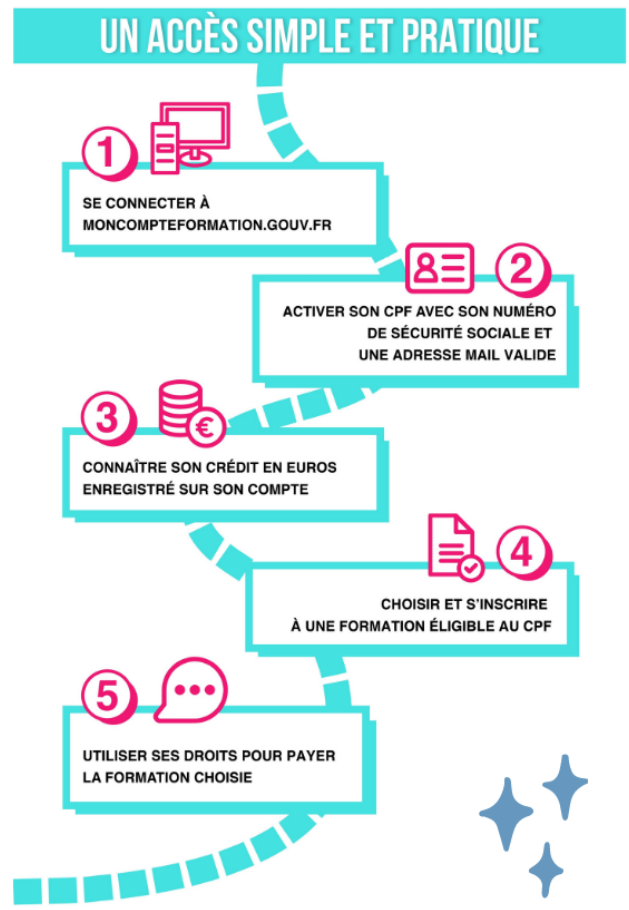 UN ACCÈS SIMPLE ET PRATIQUE
1
SE CONNECTER À
MONCOMPTEFORMATION.GOUV.FR
2
ACTIVER SON CPF AVEC SON NUMÉRO
DE SÉCURITÉ SOCIALE ET
UNE ADRESSE MAIL VALIDE
3
€
CONNAÎTRE SON CRÉDIT EN EUROS
ENREGISTRÉ SUR SON COMPTE
4
CHOISIR ET S'INSCRIRE
À UNE FORMATION ÉLIGIBLE AU CPF
5
UTILISER SES DROITS POUR PAYER
LA FORMATION CHOISIE